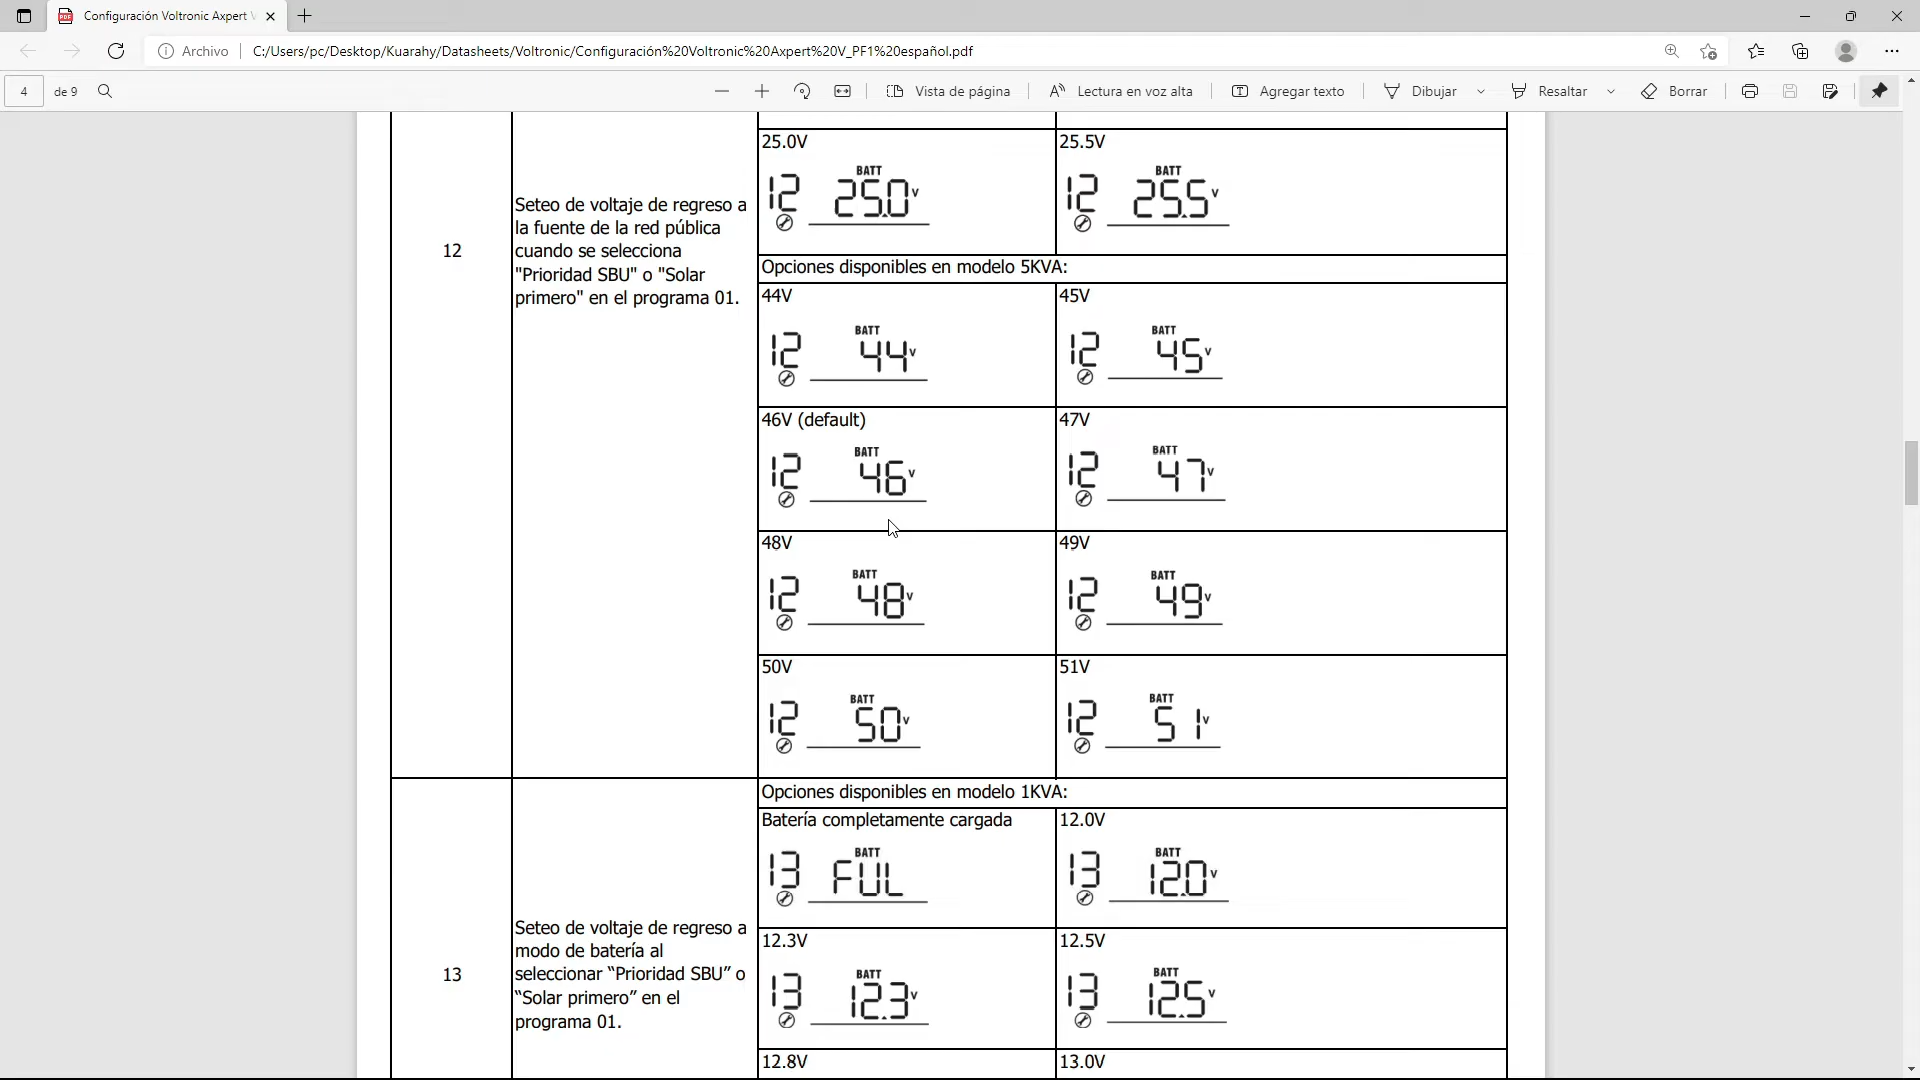 Configuración Voltronic Axpert V
Archivo
C:/Users/pc/Desktop/Kuarahy/Datasheets/Voltronic/Configuración%20Voltronic%20Axpert%20V_PF1%20español.pdf
4 de 9
Vista de página
Lectura en voz alta
Agregar texto
Dibujar
Resaltar
Borrar
25.0V
25.5V
BATT
12 25.0V
BATT
12 25.5V
12
Seteo de voltaje de regreso a
la fuente de la red pública
cuando se selecciona
"Prioridad SBU" o "Solar
primero" en el programa 01.
Opciones disponibles en modelo 5KVA:
44V
45V
BATT
12 44V
BATT
12 45V
46V (default)
47V
BATT
12 46V
BATT
12 47V
48V
49V
BATT
12 48V
BATT
12 49V
50V
51V
BATT
12 50V
BATT
12 51V
13
Seteo de voltaje de regreso a
modo de batería al
seleccionar “Prioridad SBU” o
“Solar primero” en el
programa 01.
Opciones disponibles en modelo 1KVA:
Batería completamente cargada
12.0V
BATT
13 FUL
BATT
13 12.0V
12.3V
12.5V
BATT
13 12.3V
BATT
13 12.5V
12.8V
13.0V